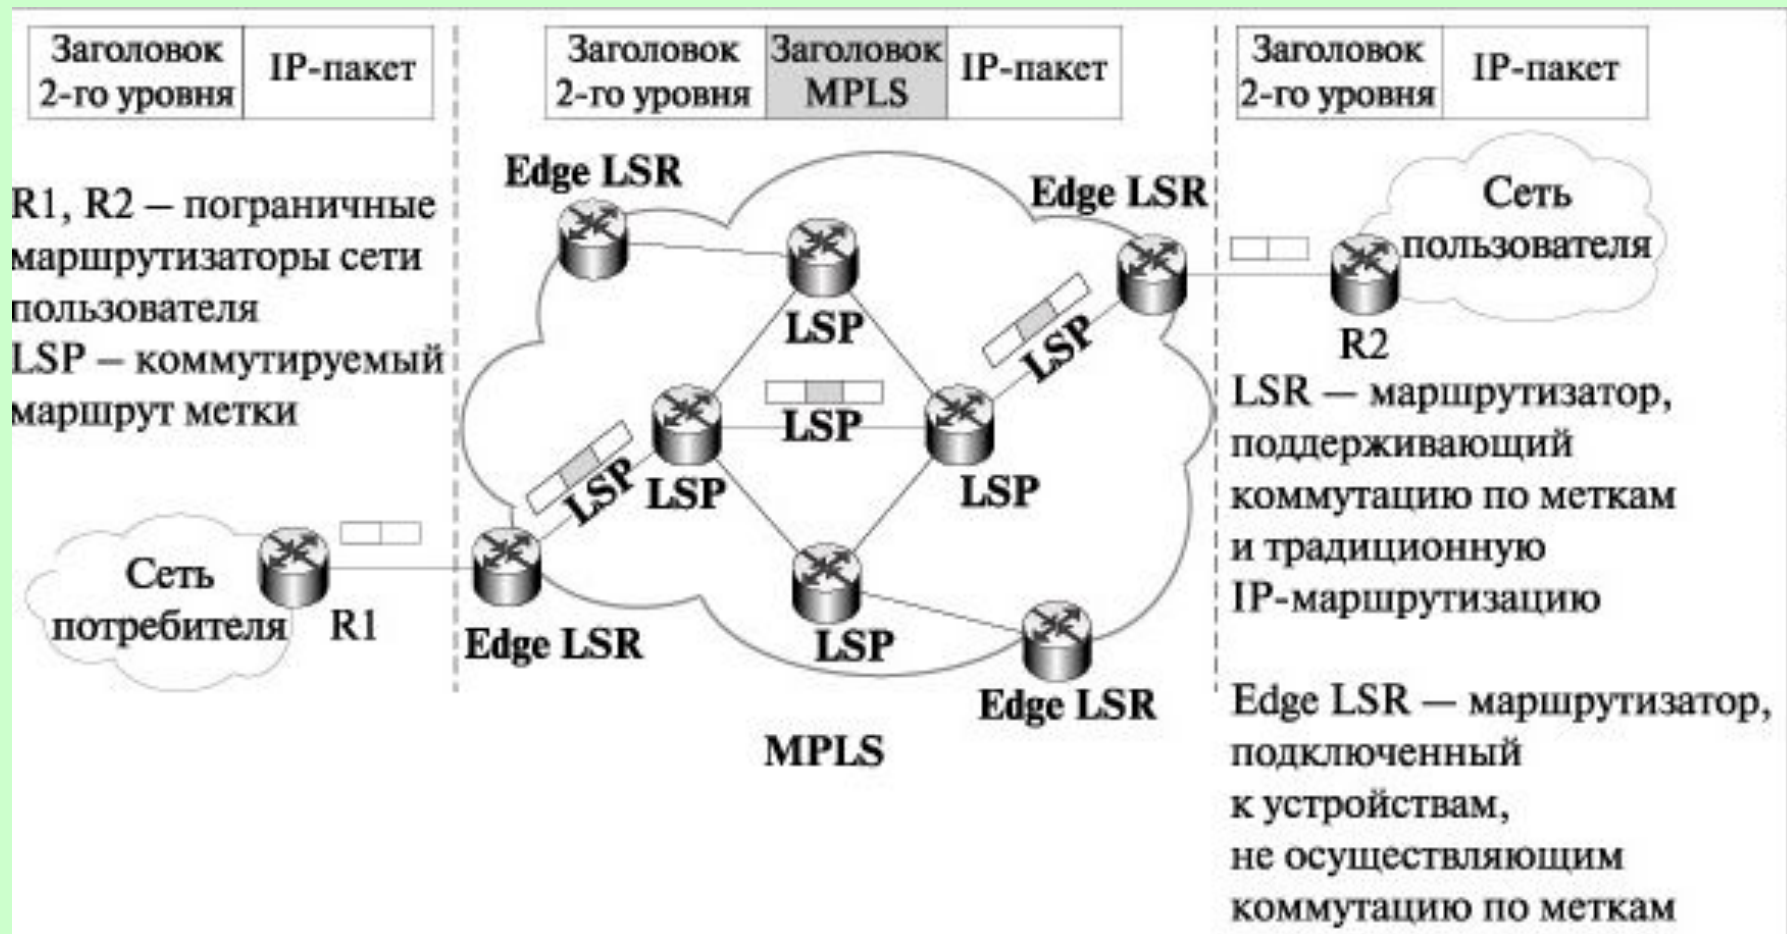 Заголовок
2-го уровня
IP-пакет
Заголовок
2-го уровня
Заголовок
MPLS
IP-пакет
Заголовок
2-го уровня
IP-пакет
R1, R2 — пограничные
маршрутизаторы сети
пользователя
LSP — коммутируемый
маршрут метки
Edge LSR
Edge LSR
Сеть
пользователя
R2
LSP
LSP
LSP
LSP
LSP
LSP
LSP
Сеть
потребителя
R1
Edge LSR
Edge LSR
MPLS
LSR — маршрутизатор,
поддерживающий
коммутацию по меткам
и традиционную
IP-маршрутизацию
Edge LSR — маршрутизатор,
подключенный
к устройствам,
не осуществляющим
коммутацию по меткам